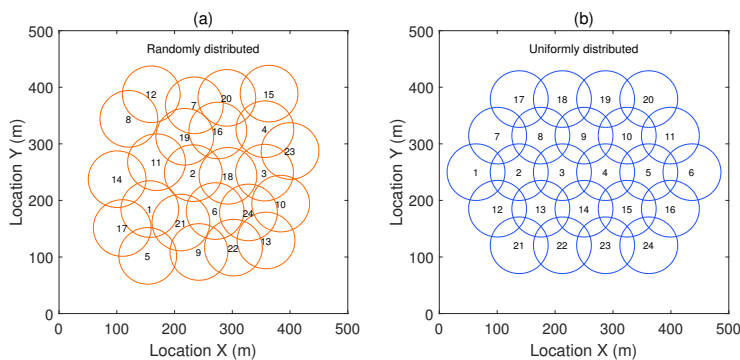 (a)
500
400
300
200
100
0
Location Y (m)
Randomly distributed
12
7
20
15
8
16
4
19
23
11
2
18
3
14
1
6
24
10
21
17
5
9
22
13
0 100 200 300 400 500
Location X (m)
(b)
500
400
300
200
100
0
Location Y (m)
Uniformly distributed
17 18 19 20
7 8 9 10 11
1 2 3 4 5 6
12 13 14 15 16
21 22 23 24
0 100 200 300 400 500
Location X (m)